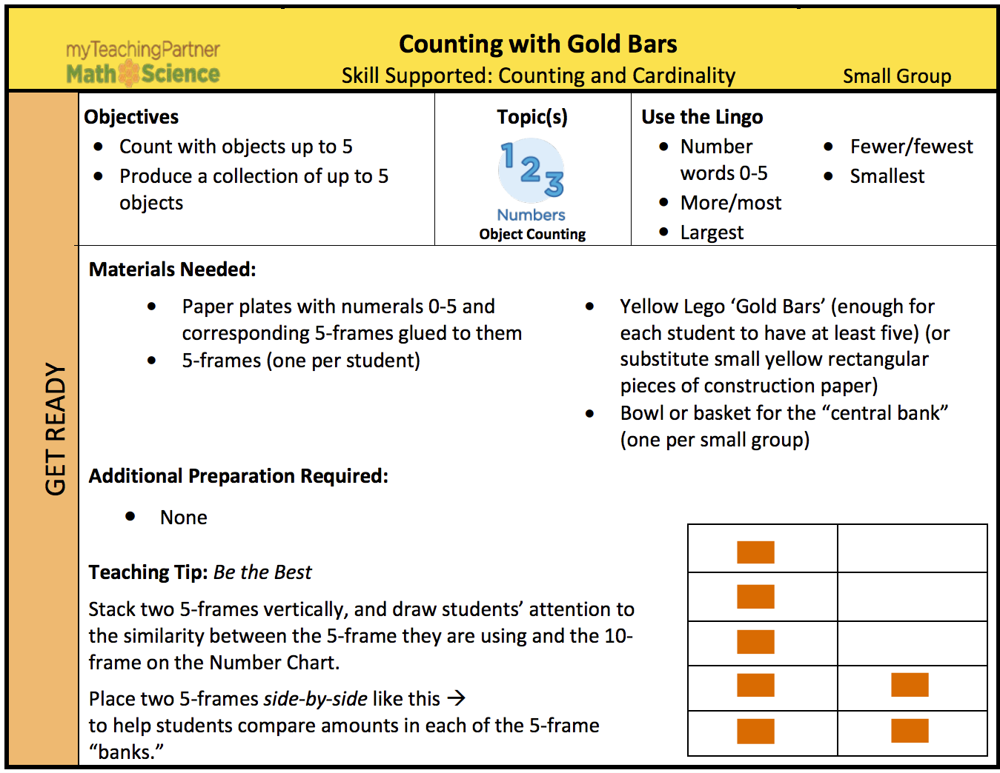 Counting with Gold Bars
myTeachingPartner
Math Science
Skill Supported: Counting and Cardinality
Small Group
GET READY
Objectives
• Count with objects up to 5
• Produce a collection of up to 5
objects
Topic(s)
1 2 3
Numbers
Object Counting
Use the Lingo
• Number
words 0-5
• More/most
• Largest
• Fewer/fewest
• Smallest
Materials Needed:
• Paper plates with numerals 0-5 and
corresponding 5-frames glued to them
• 5-frames (one per student)
• Yellow Lego ‘Gold Bars’ (enough for
each student to have at least five) (or
substitute small yellow rectangular
pieces of construction paper)
• Bowl or basket for the “central bank”
(one per small group)
Additional Preparation Required:
• None
Teaching Tip: Be the Best
Stack two 5-frames vertically, and draw students’ attention to
the similarity between the 5-frame they are using and the 10-
frame on the Number Chart.
Place two 5-frames side-by-side like this →
to help students compare amounts in each of the 5-frame
“banks.”